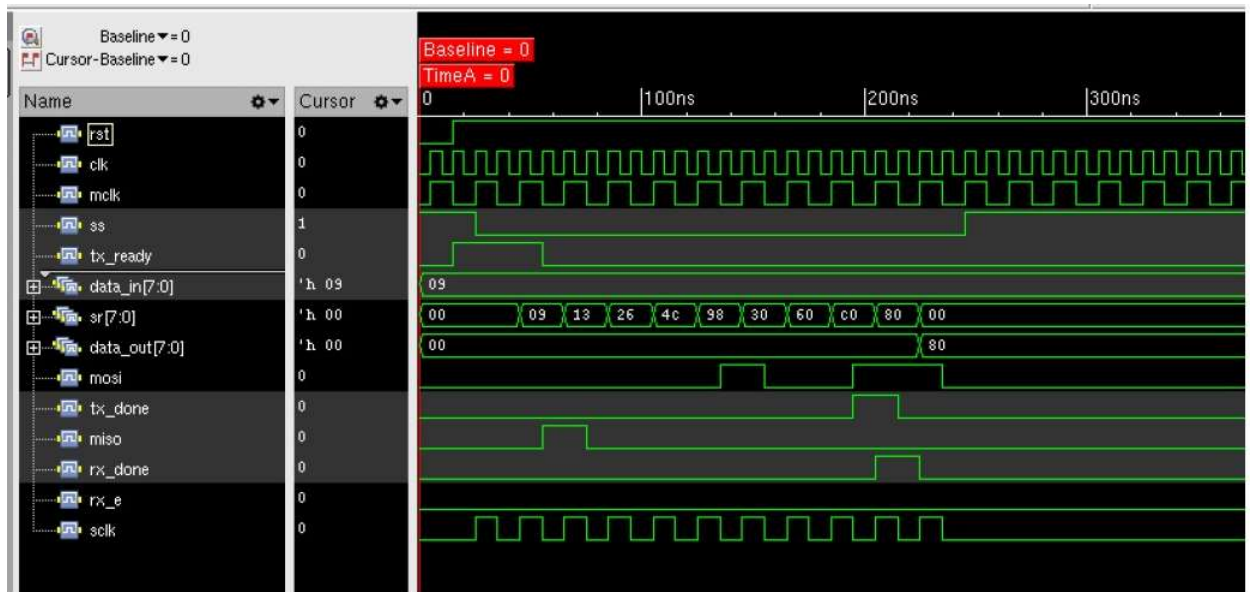 Baseline▼= 0
Cursor-Baseline▼= 0
Baseline = 0
TimeA = 0
Name Cursor 0 |100ns |200ns |300ns
rst 0
clk 0
mclk 0
ss 1
tx_ready 0
data_in[7:0] 'h 09 09
sr[7:0] 'h 00 00 09 13 26 4c 98 30 60 c0 80 00
data_out[7:0] 'h 00 00 80
mosi 0
tx_done 0
miso 0
rx_done 0
rx_e 0
sclk 0